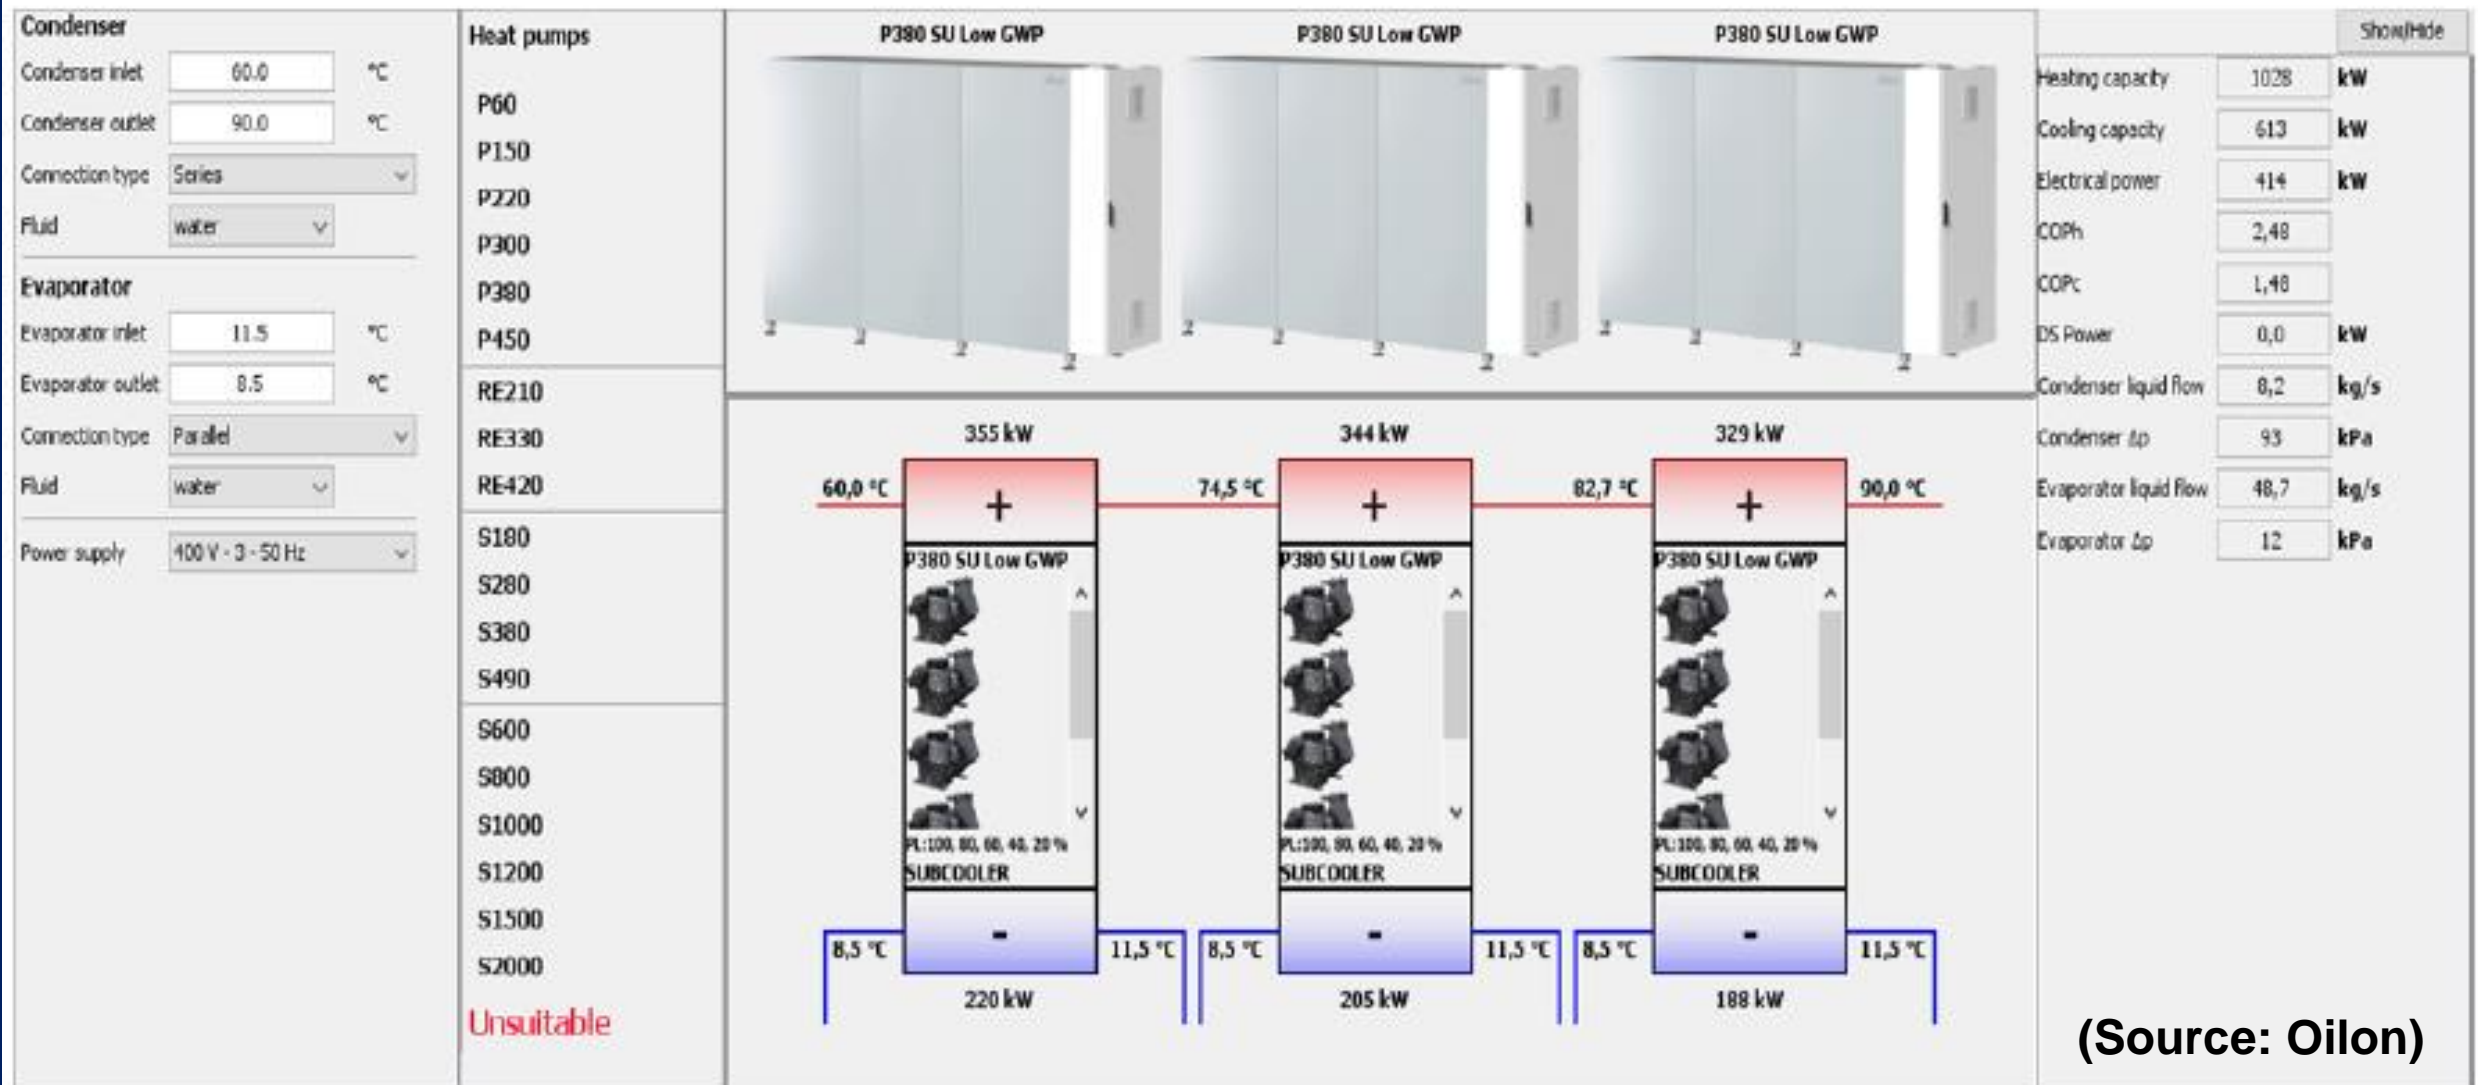 Condenser
Condenser inlet 60.0 °C
Condenser outlet 90.0 °C
Connection type Series
Fluid water
Evaporator
Evaporator inlet 11.5 °C
Evaporator outlet 8.5 °C
Connection type Parallel
Fluid water
Power supply 400 V - 3 - 50 Hz
Heat pumps
P60
P150
P220
P300
P380
P450
RE210
RE330
RE420
S180
S280
S380
S490
S600
S800
S1000
S1200
S1500
S2000
Unsuitable
P380 SU Low GWP P380 SU Low GWP P380 SU Low GWP
355 kW 344 kW 329 kW
60,0 °C 74,5 °C 82,7 °C 90,0 °C
+ + +
P380 SU Low GWP P380 SU Low GWP P380 SU Low GWP
PL:100, 80, 60, 40, 20 % PL:100, 80, 60, 40, 20 % PL:100, 80, 60, 40, 20 %
SUBCOOLER SUBCOOLER SUBCOOLER
- - -
8,5 °C 11,5 °C 8,5 °C 11,5 °C 8,5 °C 11,5 °C
220 kW 205 kW 188 kW
Show/Hide
Heating capacity 1028 kW
Cooling capacity 613 kW
Electrical power 414 kW
COPh 2,48
COPc 1,48
DS Power 0,0 kW
Condenser liquid flow 8,2 kg/s
Condenser Δp 93 kPa
Evaporator liquid flow 48,7 kg/s
Evaporator Δp 12 kPa
(Source: Oilon)